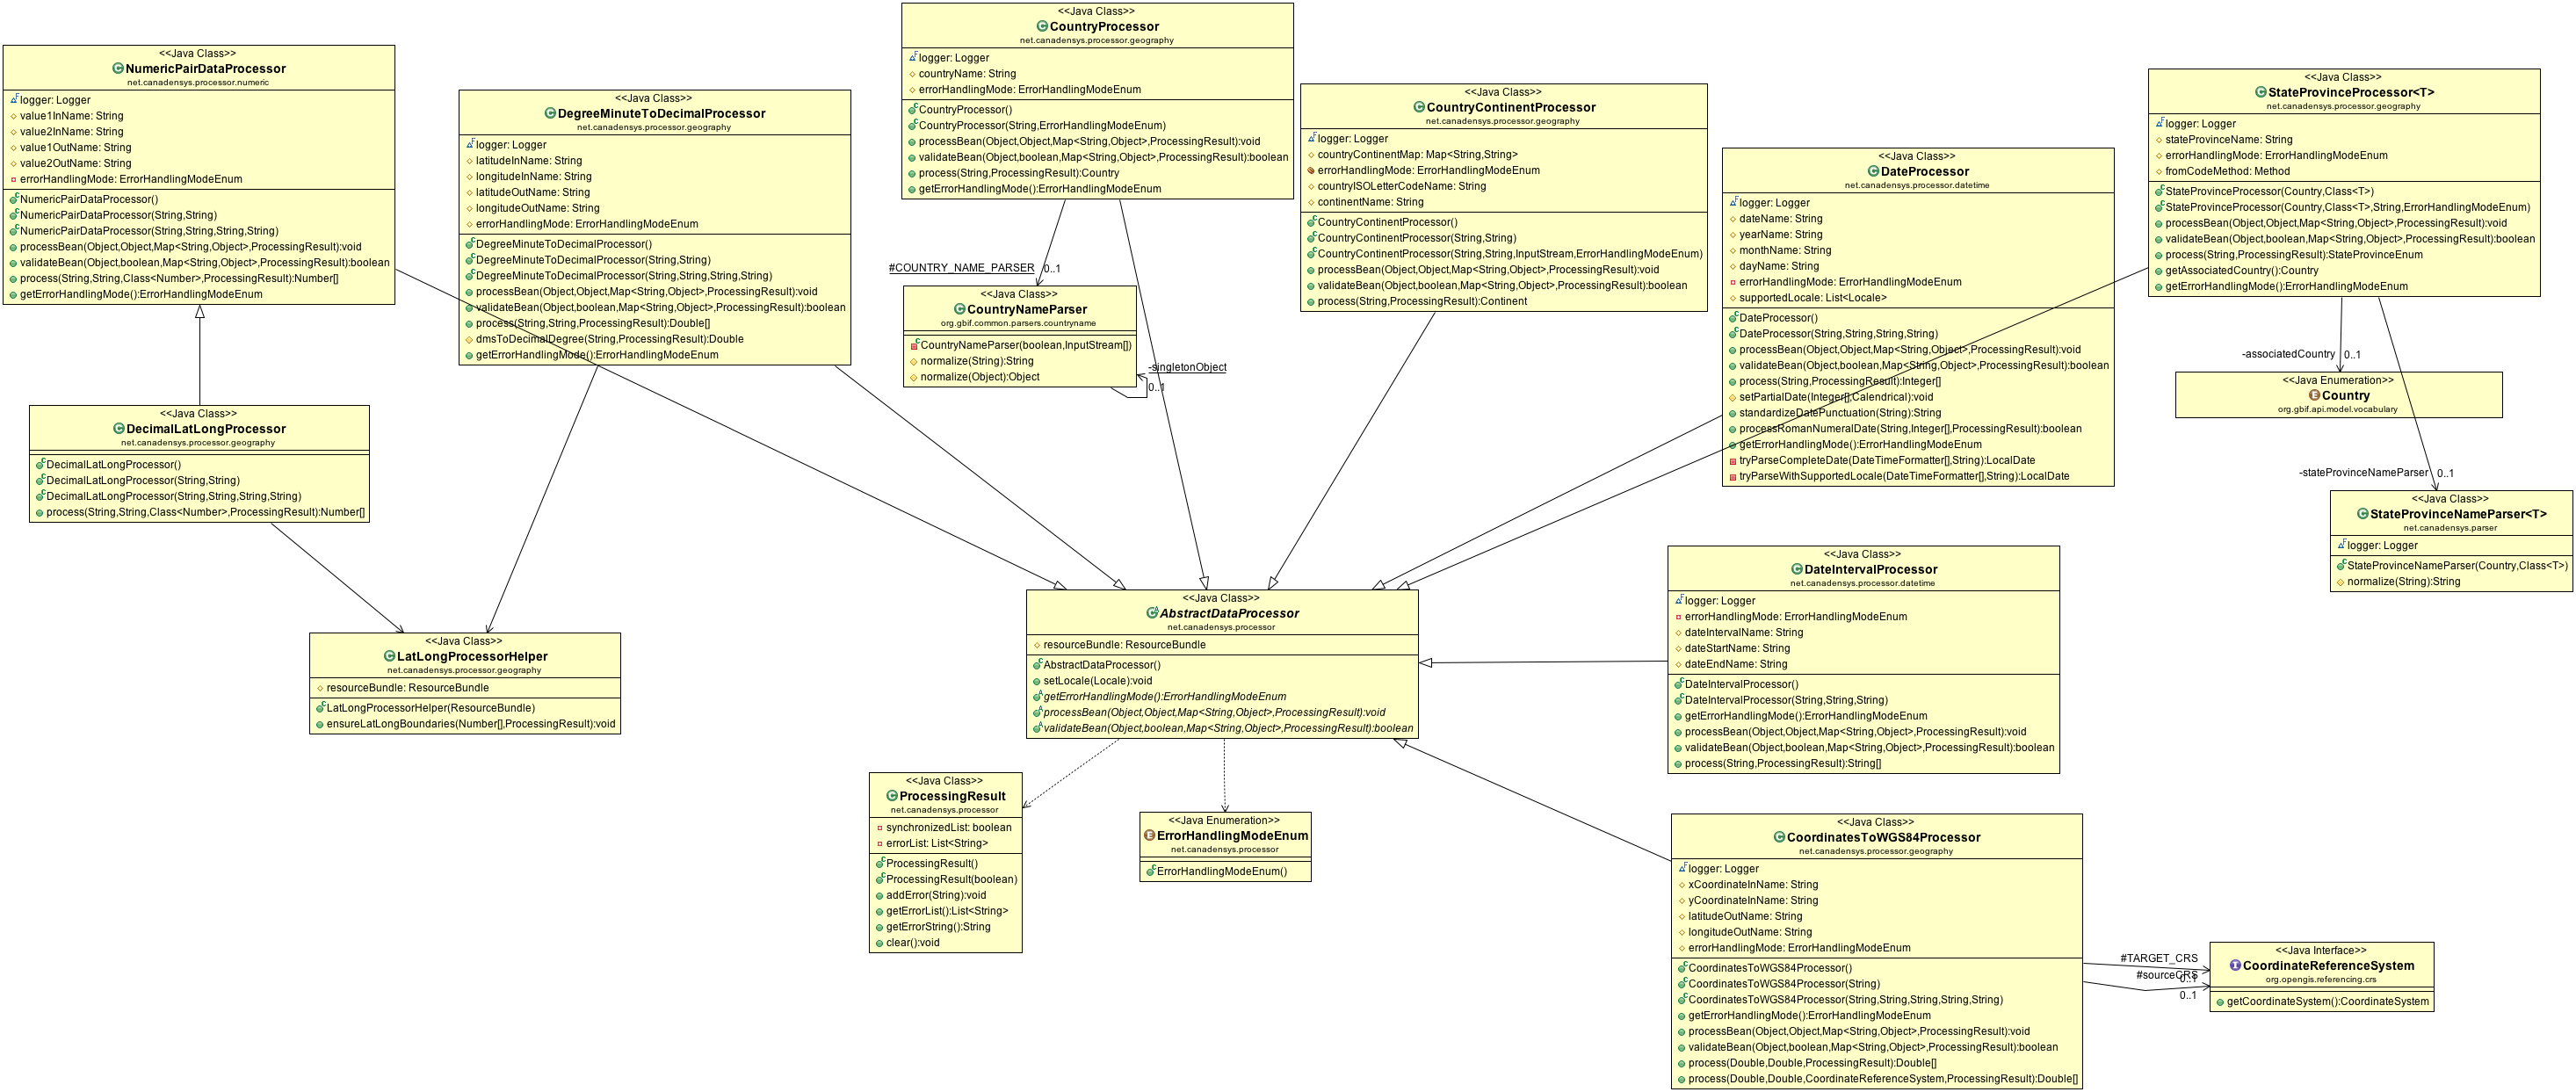 <<Java Class>>
NumericPairDataProcessor
net.canadensys.processor.numeric
logger: Logger
value1InName: String
value2InName: String
value1OutName: String
value2OutName: String
errorHandlingMode: ErrorHandlingModeEnum
NumericPairDataProcessor()
NumericPairDataProcessor(String,String)
NumericPairDataProcessor(String,String,String,String)
processBean(Object,Object,Map<String,Object>,ProcessingResult):void
validateBean(Object,boolean,Map<String,Object>,ProcessingResult):boolean
process(String,String,Class<Number>,ProcessingResult):Number[]
getErrorHandlingMode():ErrorHandlingModeEnum
<<Java Class>>
DegreeMinuteToDecimalProcessor
net.canadensys.processor.geography
logger: Logger
latitudeInName: String
longitudeInName: String
latitudeOutName: String
longitudeOutName: String
errorHandlingMode: ErrorHandlingModeEnum
DegreeMinuteToDecimalProcessor()
DegreeMinuteToDecimalProcessor(String,String)
DegreeMinuteToDecimalProcessor(String,String,String,String)
processBean(Object,Object,Map<String,Object>,ProcessingResult):void
validateBean(Object,boolean,Map<String,Object>,ProcessingResult):boolean
process(String,String,ProcessingResult):Double[]
dmsToDecimalDegree(String,ProcessingResult):Double
getErrorHandlingMode():ErrorHandlingModeEnum
<<Java Class>>
CountryProcessor
net.canadensys.processor.geography
logger: Logger
countryName: String
errorHandlingMode: ErrorHandlingModeEnum
CountryProcessor()
CountryProcessor(String,ErrorHandlingModeEnum)
processBean(Object,Object,Map<String,Object>,ProcessingResult):void
validateBean(Object,boolean,Map<String,Object>,ProcessingResult):boolean
process(String,ProcessingResult):Country
getErrorHandlingMode():ErrorHandlingModeEnum
#COUNTRY_NAME_PARSER
0..1
<<Java Class>>
CountryNameParser
org.gbif.common.parsers.countryname
CountryNameParser(boolean,InputStream[])
normalize(String):String
normalize(Object):Object
-singletonObject
0..1
<<Java Class>>
CountryContinentProcessor
net.canadensys.processor.geography
logger: Logger
countryContinentMap: Map<String,String>
errorHandlingMode: ErrorHandlingModeEnum
countryISOLetterCodeName: String
continentName: String
CountryContinentProcessor()
CountryContinentProcessor(String,String)
CountryContinentProcessor(String,String,InputStream,ErrorHandlingModeEnum)
processBean(Object,Object,Map<String,Object>,ProcessingResult):void
validateBean(Object,boolean,Map<String,Object>,ProcessingResult):boolean
process(String,ProcessingResult):Continent
<<Java Class>>
DateProcessor
net.canadensys.processor.datetime
logger: Logger
dateName: String
yearName: String
monthName: String
dayName: String
errorHandlingMode: ErrorHandlingModeEnum
supportedLocale: List<Locale>
DateProcessor()
DateProcessor(String,String,String,String)
processBean(Object,Object,Map<String,Object>,ProcessingResult):void
validateBean(Object,boolean,Map<String,Object>,ProcessingResult):boolean
process(String,ProcessingResult):Integer[]
setPartialDate(Integer[],Calendrical):void
standardizeDatePunctuation(String):String
processRomanNumeralDate(String,Integer[],ProcessingResult):boolean
getErrorHandlingMode():ErrorHandlingModeEnum
tryParseCompleteDate(DateTimeFormatter[],String):LocalDate
tryParseWithSupportedLocale(DateTimeFormatter[],String):LocalDate
<<Java Class>>
StateProvinceProcessor<T>
net.canadensys.processor.geography
logger: Logger
stateProvinceName: String
errorHandlingMode: ErrorHandlingModeEnum
fromCodeMethod: Method
StateProvinceProcessor(Country,Class<T>)
StateProvinceProcessor(Country,Class<T>,String,ErrorHandlingModeEnum)
processBean(Object,Object,Map<String,Object>,ProcessingResult):void
validateBean(Object,boolean,Map<String,Object>,ProcessingResult):boolean
process(String,ProcessingResult):StateProvinceEnum
getAssociatedCountry():Country
getErrorHandlingMode():ErrorHandlingModeEnum
-associatedCountry
0..1
<<Java Enumeration>>
Country
org.gbif.api.model.vocabulary
-stateProvinceNameParser
0..1
<<Java Class>>
StateProvinceNameParser<T>
net.canadensys.parser
logger: Logger
StateProvinceNameParser(Country,Class<T>)
normalize(String):String
<<Java Class>>
DecimalLatLongProcessor
net.canadensys.processor.geography
DecimalLatLongProcessor()
DecimalLatLongProcessor(String,String)
DecimalLatLongProcessor(String,String,String,String)
process(String,String,Class<Number>,ProcessingResult):Number[]
<<Java Class>>
LatLongProcessorHelper
net.canadensys.processor.geography
resourceBundle: ResourceBundle
LatLongProcessorHelper(ResourceBundle)
ensureLatLongBoundaries(Number[],ProcessingResult):void
<<Java Class>>
AbstractDataProcessor
net.canadensys.processor
resourceBundle: ResourceBundle
AbstractDataProcessor()
setLocale(Locale):void
getErrorHandlingMode():ErrorHandlingModeEnum
processBean(Object,Object,Map<String,Object>,ProcessingResult):void
validateBean(Object,boolean,Map<String,Object>,ProcessingResult):boolean
<<Java Class>>
DateIntervalProcessor
net.canadensys.processor.datetime
logger: Logger
errorHandlingMode: ErrorHandlingModeEnum
dateIntervalName: String
dateStartName: String
dateEndName: String
DateIntervalProcessor()
DateIntervalProcessor(String,String,String)
getErrorHandlingMode():ErrorHandlingModeEnum
processBean(Object,Object,Map<String,Object>,ProcessingResult):void
validateBean(Object,boolean,Map<String,Object>,ProcessingResult):boolean
process(String,ProcessingResult):String[]
<<Java Class>>
ProcessingResult
net.canadensys.processor
synchronizedList: boolean
errorList: List<String>
ProcessingResult()
ProcessingResult(boolean)
addError(String):void
getErrorList():List<String>
getErrorString():String
clear():void
<<Java Enumeration>>
ErrorHandlingModeEnum
net.canadensys.processor
ErrorHandlingModeEnum()
<<Java Class>>
CoordinatesToWGS84Processor
net.canadensys.processor.geography
logger: Logger
xCoordinateInName: String
yCoordinateInName: String
latitudeOutName: String
longitudeOutName: String
errorHandlingMode: ErrorHandlingModeEnum
CoordinatesToWGS84Processor()
CoordinatesToWGS84Processor(String)
CoordinatesToWGS84Processor(String,String,String,String,String)
getErrorHandlingMode():ErrorHandlingModeEnum
processBean(Object,Object,Map<String,Object>,ProcessingResult):void
validateBean(Object,boolean,Map<String,Object>,ProcessingResult):boolean
process(Double,Double,ProcessingResult):Double[]
process(Double,Double,CoordinateReferenceSystem,ProcessingResult):Double[]
#TARGET_CRS
#sourceCRS
0..1
0..1
<<Java Interface>>
CoordinateReferenceSystem
org.opengis.referencing.crs
getCoordinateSystem():CoordinateSystem